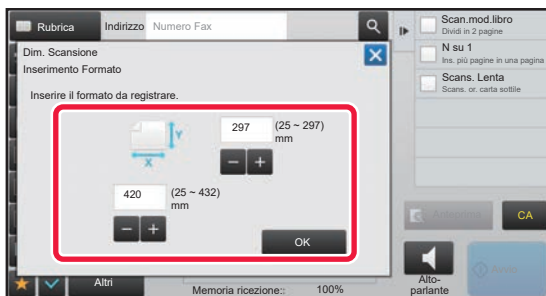 Rubrica
Indirizzo
Numero Fax
Dim. Scansione
Inserimento Formato
Inserire il formato da registrare.
Y
X
297
(25 ~ 297)
mm
420
(25 ~ 432)
mm
OK
Scan.mod.libro
Dividi in 2 pagine
N su 1
Ins. più pagine in una pagina
Scans. Lenta
Scans. or. carta sottile
CA
Avvio
Alto-
parlante
Altri
Memoria ricezione::
100%